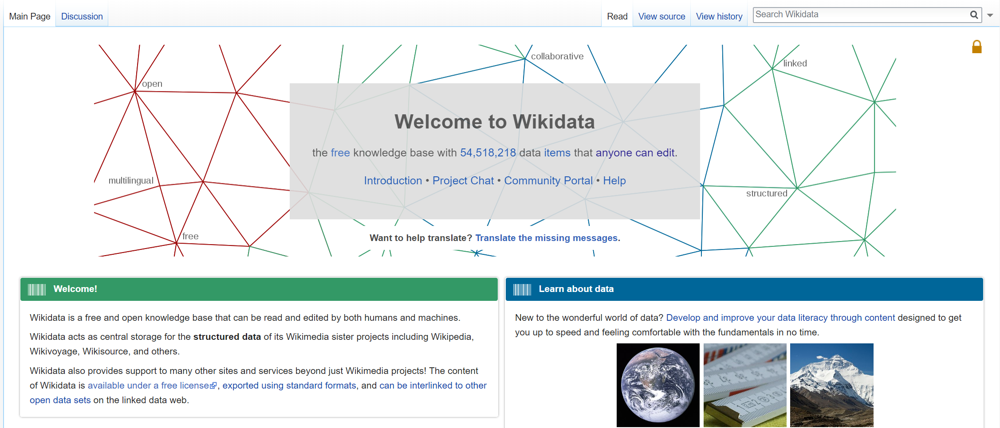 Main Page
Discussion
Read
View source
View history
Search Wikidata
collaborative
linked
open
Welcome to Wikidata
the free knowledge base with 54,518,218 data items that anyone can edit.
Introduction • Project Chat • Community Portal • Help
multilingual
structured
free
Want to help translate? Translate the missing messages.
Welcome!
Wikidata is a free and open knowledge base that can be read and edited by both humans and machines.
Wikidata acts as central storage for the structured data of its Wikimedia sister projects including Wikipedia,
Wikivoyage, Wikisource, and others.
Wikidata also provides support to many other sites and services beyond just Wikimedia projects! The content
of Wikidata is available under a free license, exported using standard formats, and can be interlinked to other
open data sets on the linked data web.
Learn about data
New to the wonderful world of data? Develop and improve your data literacy through content designed to get
you up to speed and feeling comfortable with the fundamentals in no time.